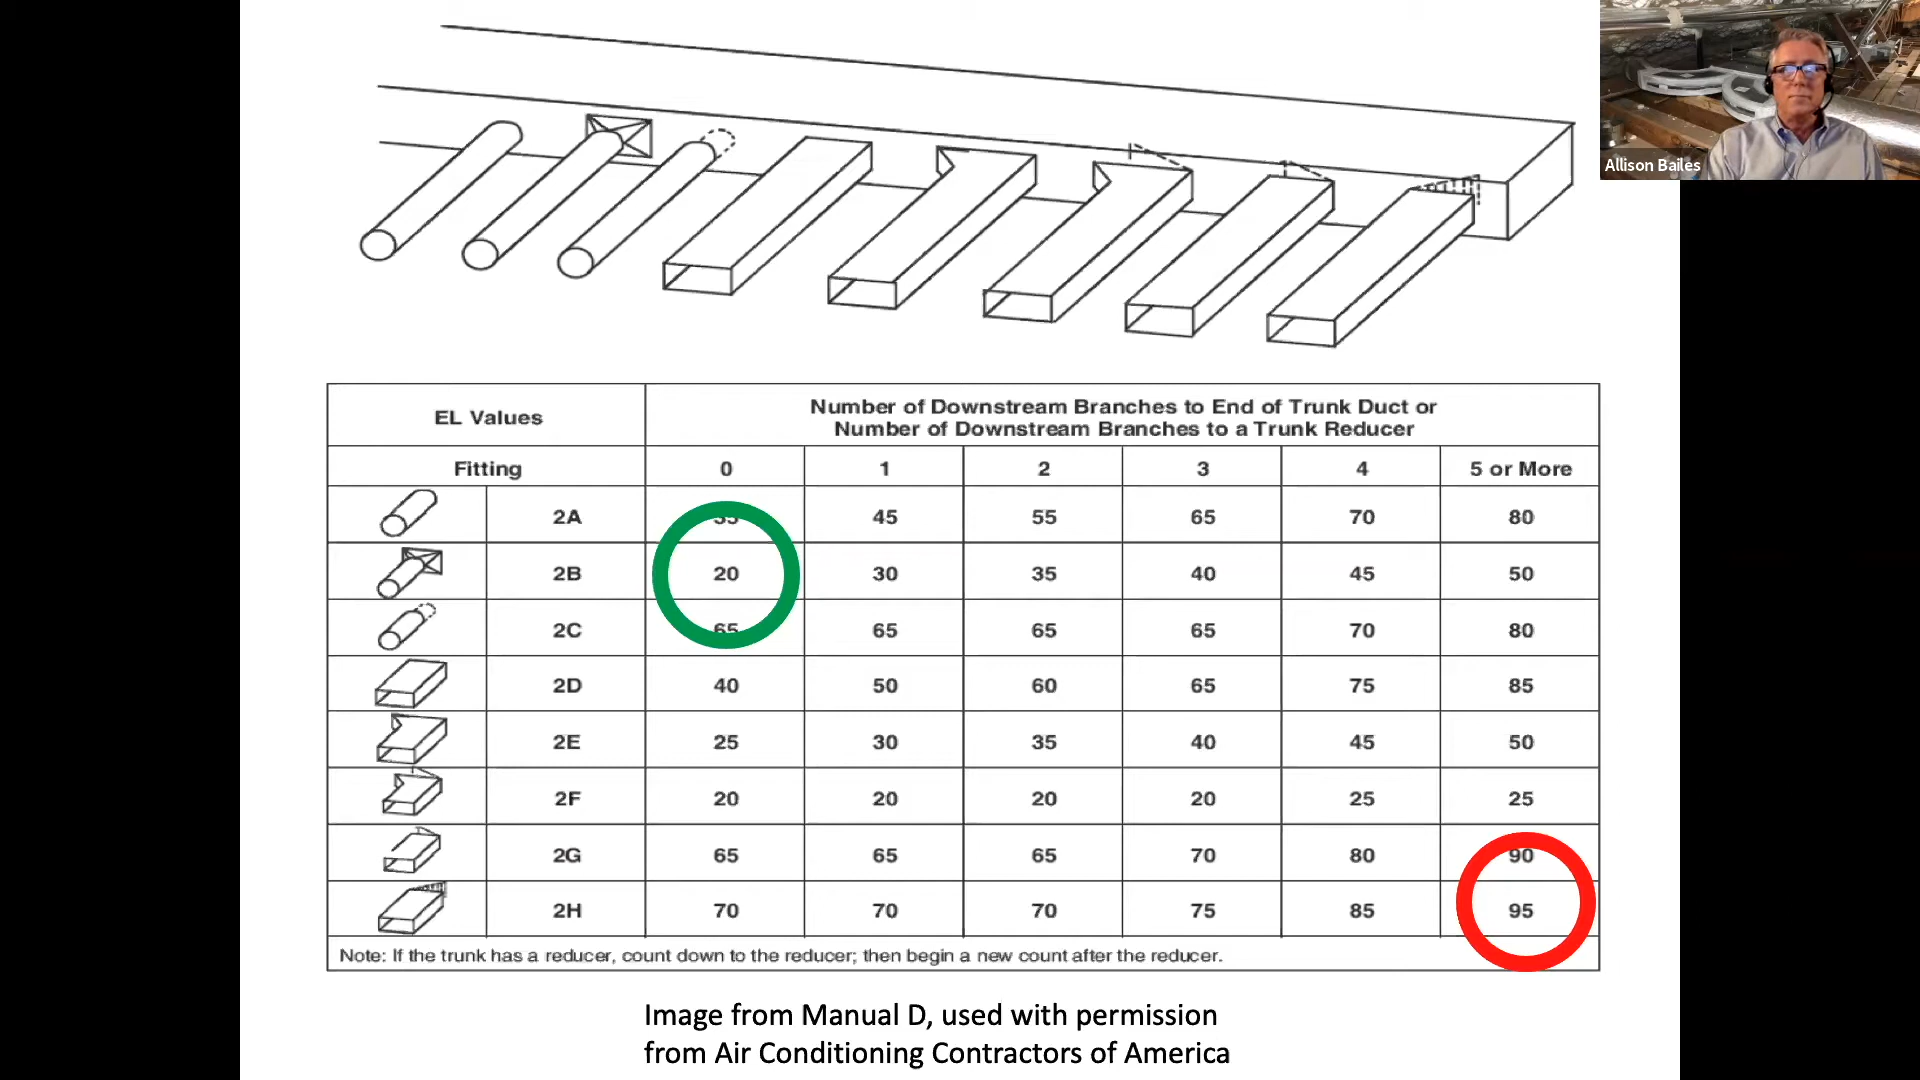 Allison Bailes
EL Values
Number of Downstream Branches to End of Trunk Duct or
Number of Downstream Branches to a Trunk Reducer
Fitting 0 1 2 3 4 5 or More
2A 35 45 55 65 70 80
2B 20 30 35 40 45 50
2C 65 65 65 65 70 80
2D 40 50 60 65 75 85
2E 25 30 35 40 45 50
2F 20 20 20 20 25 25
2G 65 65 65 70 80 90
2H 70 70 70 75 85 95
Note: If the trunk has a reducer, count down to the reducer; then begin a new count after the reducer.
Image from Manual D, used with permission
from Air Conditioning Contractors of America